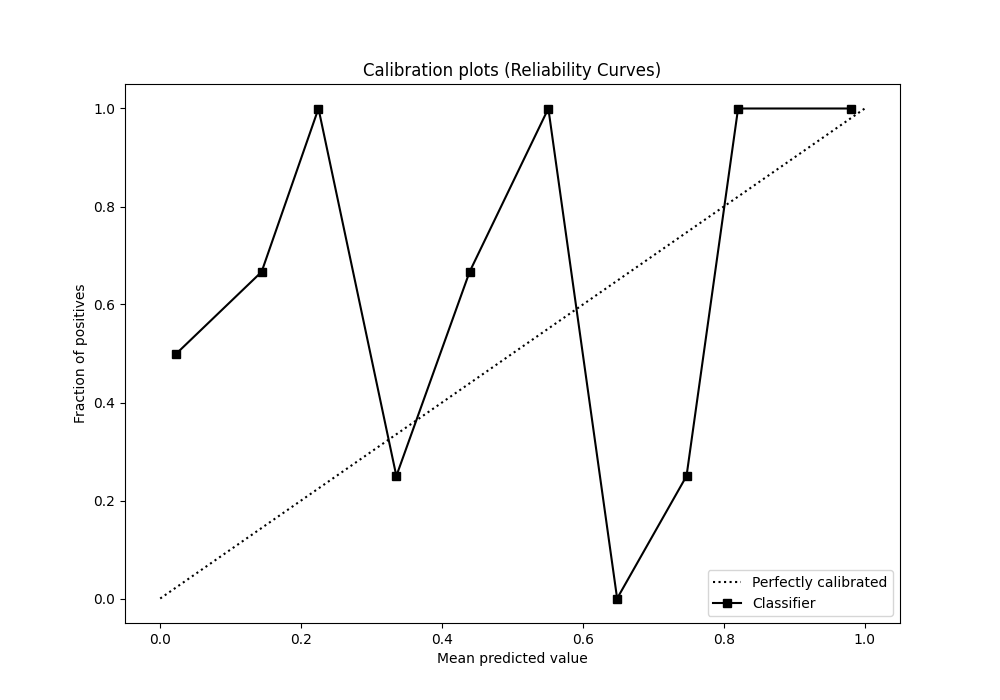 Calibration plots (Reliability Curves)
Fraction of positives
1.0
0.8
0.6
0.4
0.2
0.0
0.0 0.2 0.4 0.6 0.8 1.0
Mean predicted value
Perfectly calibrated
Classifier